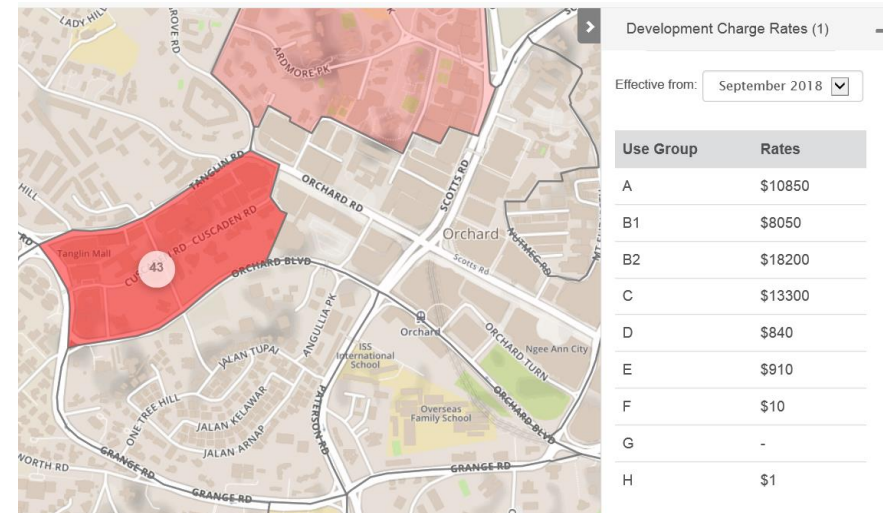 LADY HILL
GROVE RD
ARDMORE PK
TANGLIN RD
ORCHARD RD
SCOTTS RD
HILL
RD
Orchard
NUTMEG RD
Scotts Rd
CUSCADEN RD
Tanglin Mall
43
ORCHARD BLVD
ANGULLIA PK
Orchard
ISS
International
School
ORCHARD TURN
Ngee Ann City
JALAN TUPAI
ONE TREE HILL
JALAN KELAWAR
JALAN ARNAP
PATERSON RD
Overseas
Family School
ORCHARD BLVD
GRANGE RD
WORTH RD
GRANGE RD
GRANGE RD
Development Charge Rates (1)
Effective from: September 2018
Use Group Rates
A $10850
B1 $8050
B2 $18200
C $13300
D $840
E $910
F $10
G -
H $1